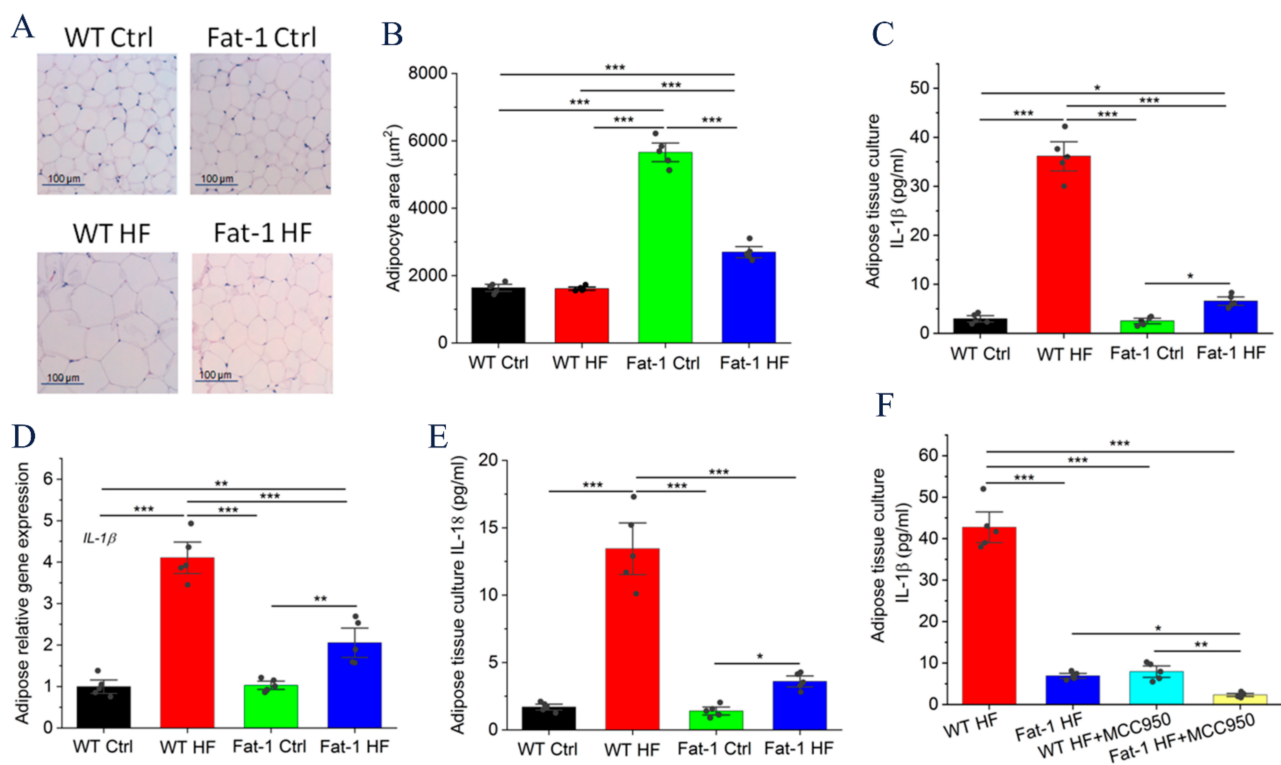 A
WT Ctrl
Fat-1 Ctrl
100 μm
100 μm
WT HF
Fat-1 HF
100 μm
100 μm
B
Adipocyte area (μm²)
8000
6000
4000
2000
0
***
***
***
***
***
WT Ctrl
WT HF
Fat-1 Ctrl
Fat-1 HF
C
Adipose tissue culture
IL-1β (pg/ml)
50
45
40
35
30
25
20
15
10
5
0
*
***
***
***
*
WT Ctrl
WT HF
Fat-1 Ctrl
Fat-1 HF
D
Adipose relative gene expression
6
5
4
3
2
1
0
IL-1β
**
***
***
***
**
WT Ctrl
WT HF
Fat-1 Ctrl
Fat-1 HF
E
Adipose tissue culture IL-18 (pg/ml)
20
15
10
5
0
***
***
***
*
WT Ctrl
WT HF
Fat-1 Ctrl
Fat-1 HF
F
Adipose tissue culture
IL-1β (pg/ml)
60
50
40
30
20
10
0
***
***
***
*
**
WT HF
Fat-1 HF
WT HF+MCC950
Fat-1 HF+MCC950